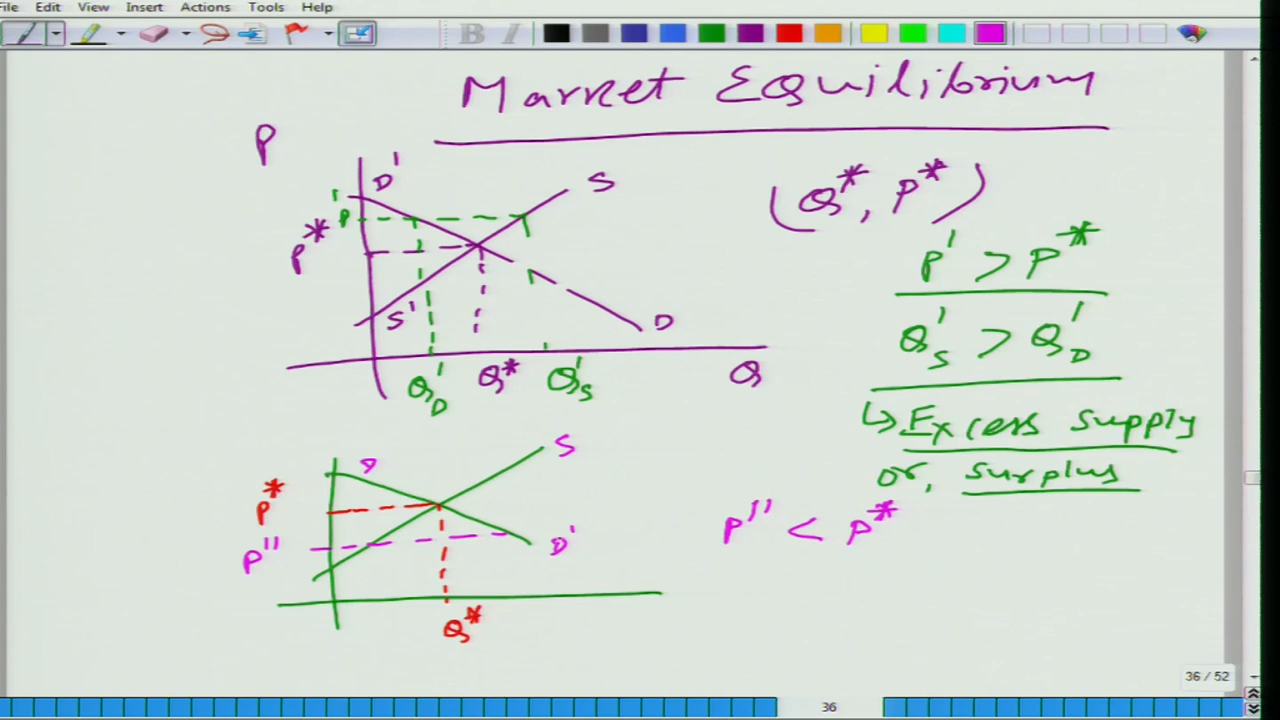 File Edit View Insert Actions Tools Help
B I
Market EQuilibrium
P
D' S
P'
P*
S' D
Q'D Q* Q'S Q
(Q*, P*)
P' > P*
Q'S > Q'D
↳ Excess supply
or, surplus
P'' < P*
D S
P*
P'' D'
Q*
36 / 52
36